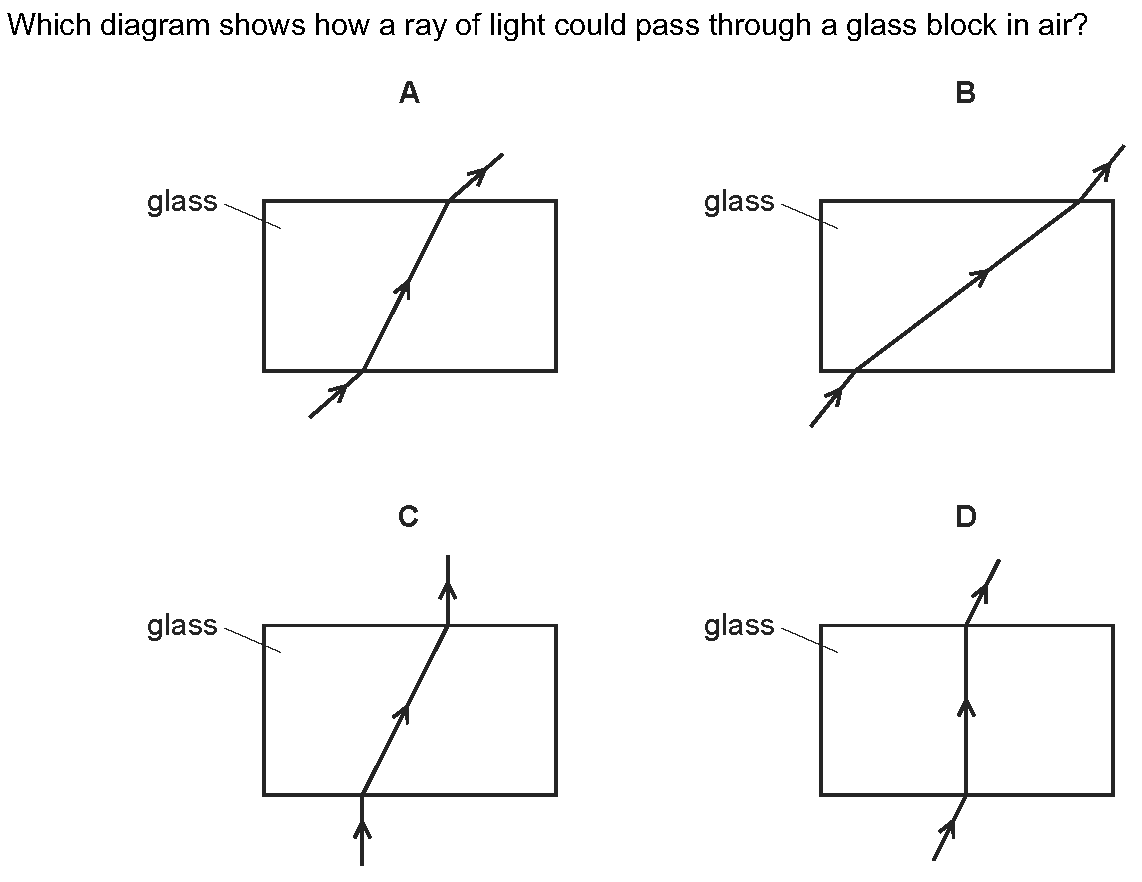 Which diagram shows how a ray of light could pass through a glass block in air?
A
B
glass
glass
C
D
glass
glass